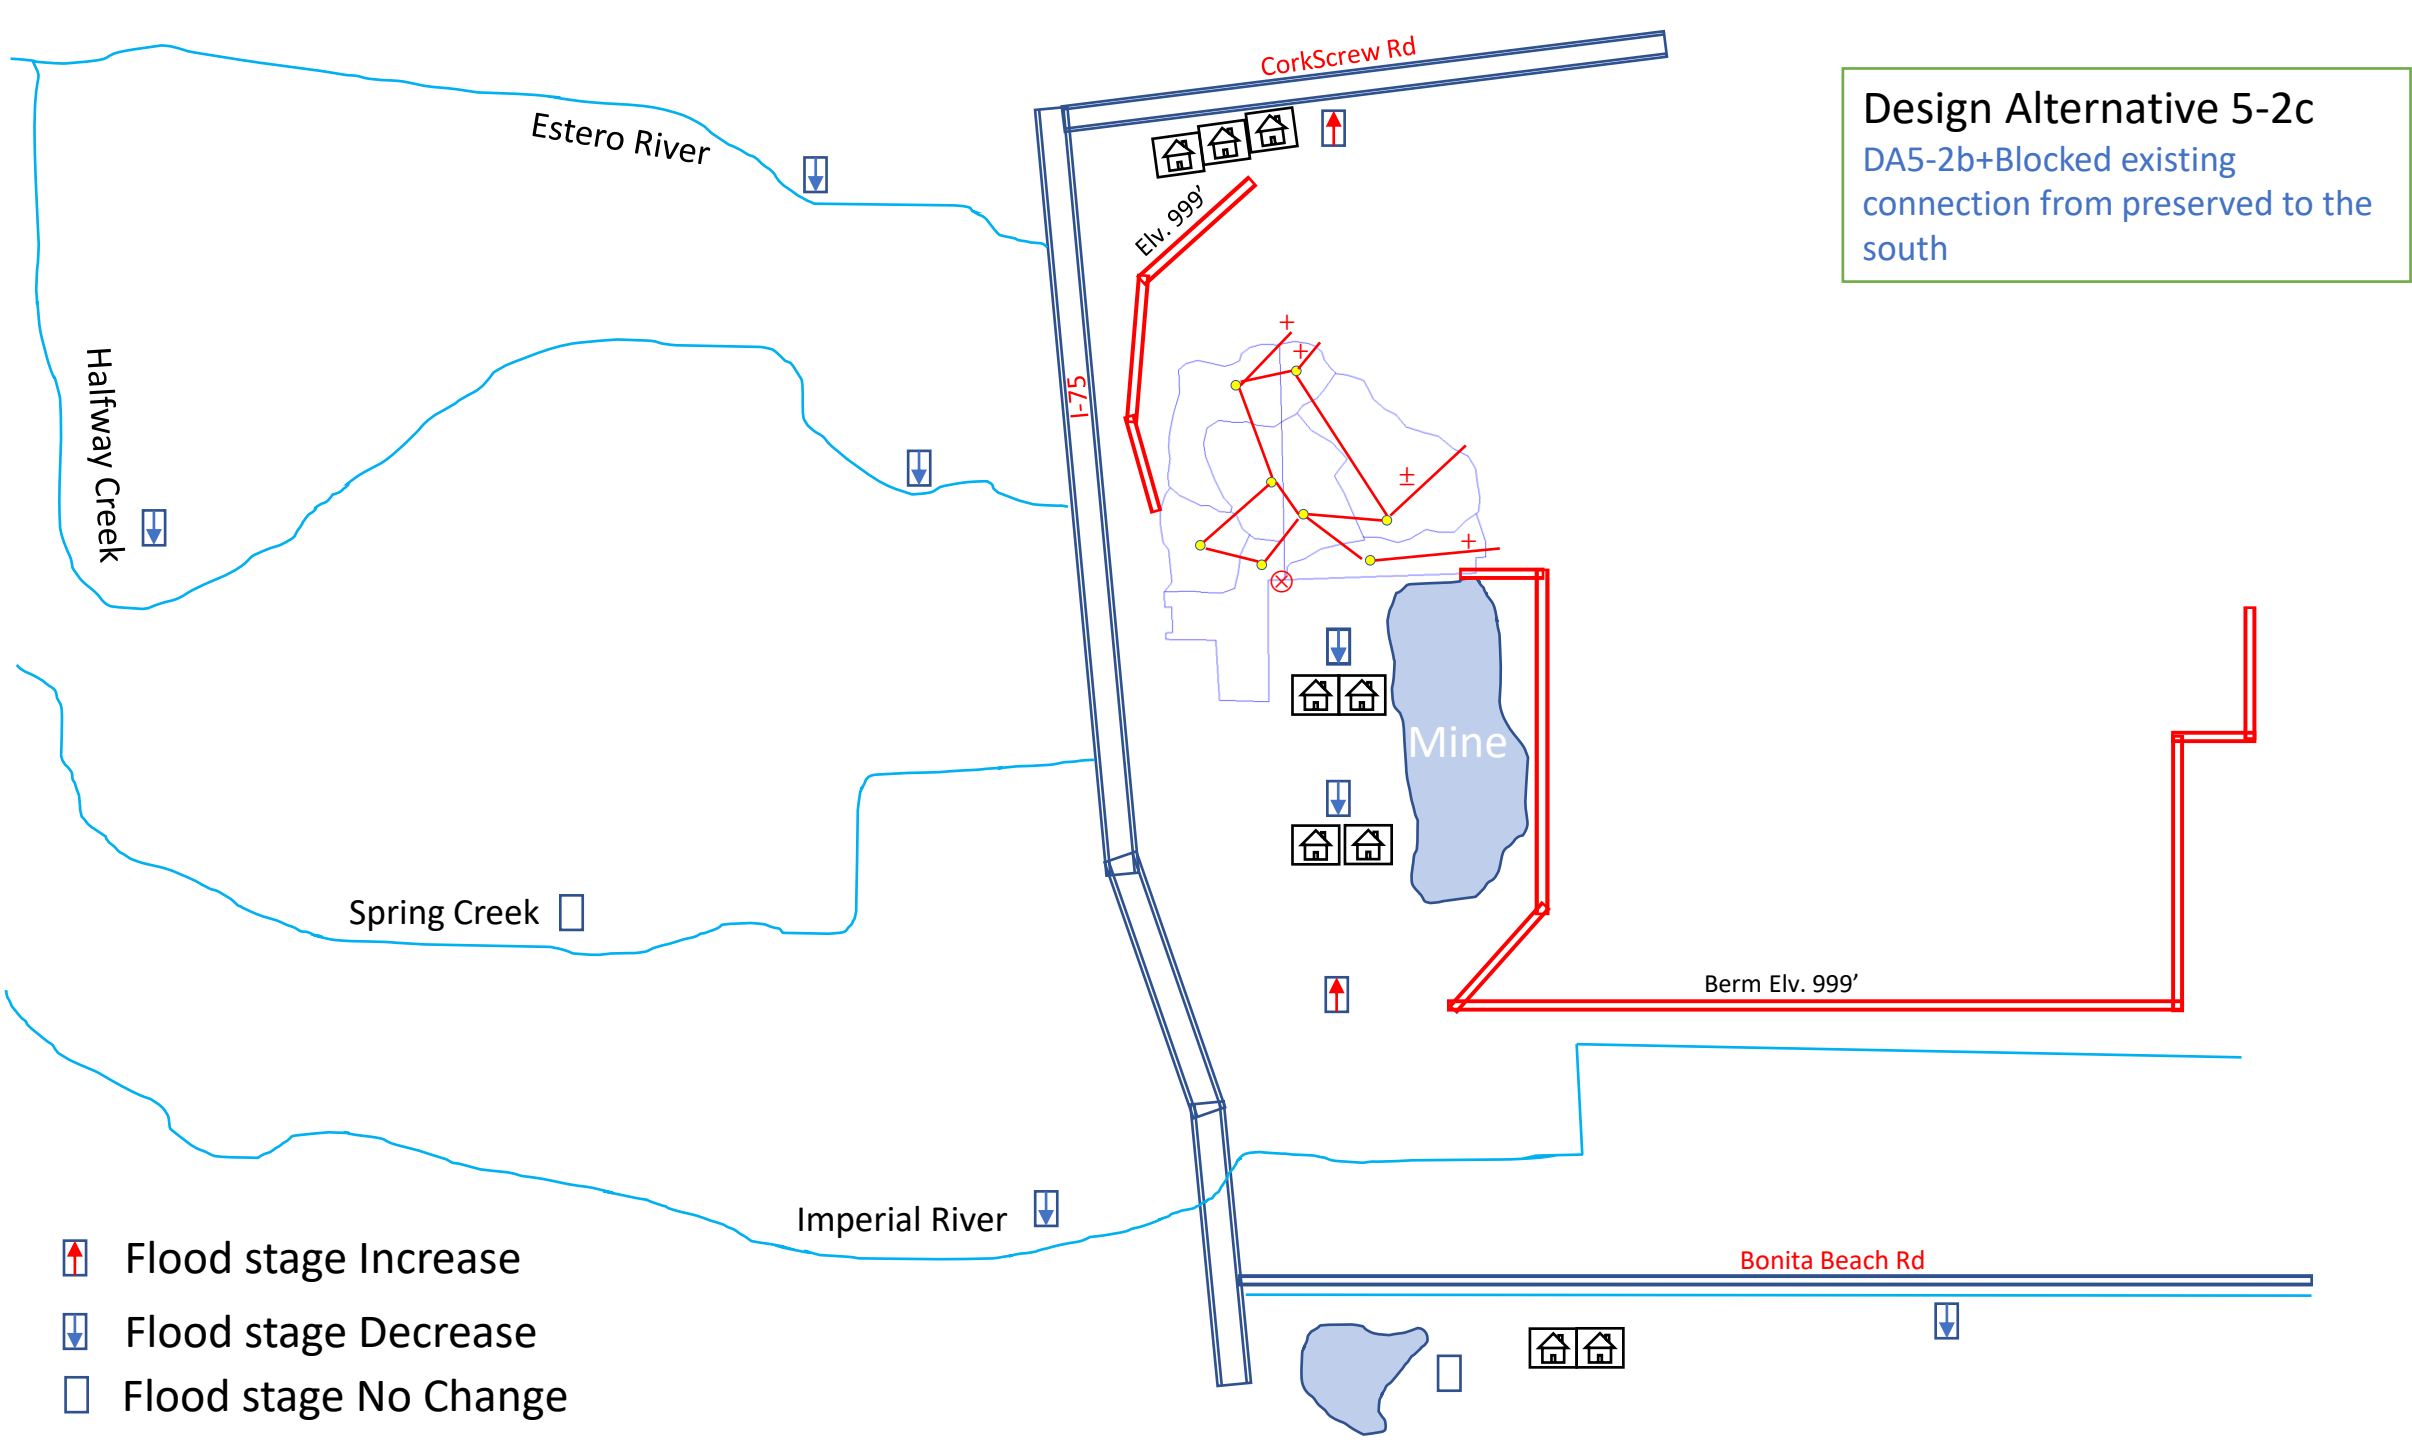 CorkScrew Rd
Design Alternative 5-2c
DA5-2b+Blocked existing
connection from preserved to the
south
Estero River
Elv. 999’
Halfway Creek
I-75
+
+
±
+
Mine
Spring Creek
Berm Elv. 999’
Imperial River
Bonita Beach Rd
Flood stage Increase
Flood stage Decrease
Flood stage No Change